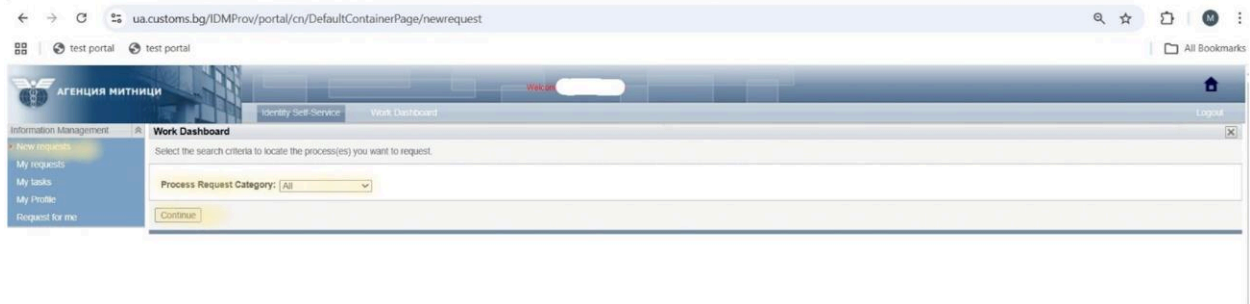 ua.customs.bg/IDMProv/portal/cn/DefaultContainerPage/newrequest
M
test portal test portal All Bookmarks
АГЕНЦИЯ МИТНИЦИ
Identity Self-Service Work Dashboard Logout
Information Management Work Dashboard
New requests Select the search criteria to locate the process(es) you want to request.
My requests
My tasks Process Request Category: All
My Profile
Request for me Continue